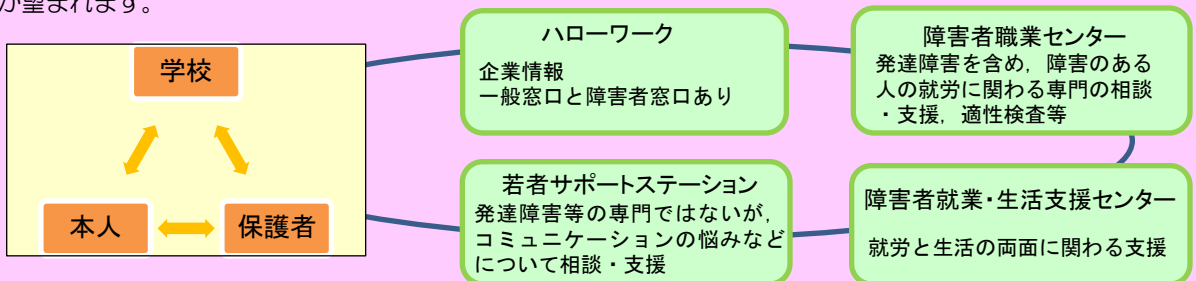 が望まれます。
学校
本人
保護者
ハローワーク
企業情報
一般窓口と障害者窓口あり
障害者職業センター
発達障害を含め，障害のある
人の就労に関わる専門の相談
・支援，適性検査等
若者サポートステーション
発達障害等の専門ではないが，
コミュニケーションの悩みなど
について相談・支援
障害者就業・生活支援センター
就労と生活の両面に関わる支援